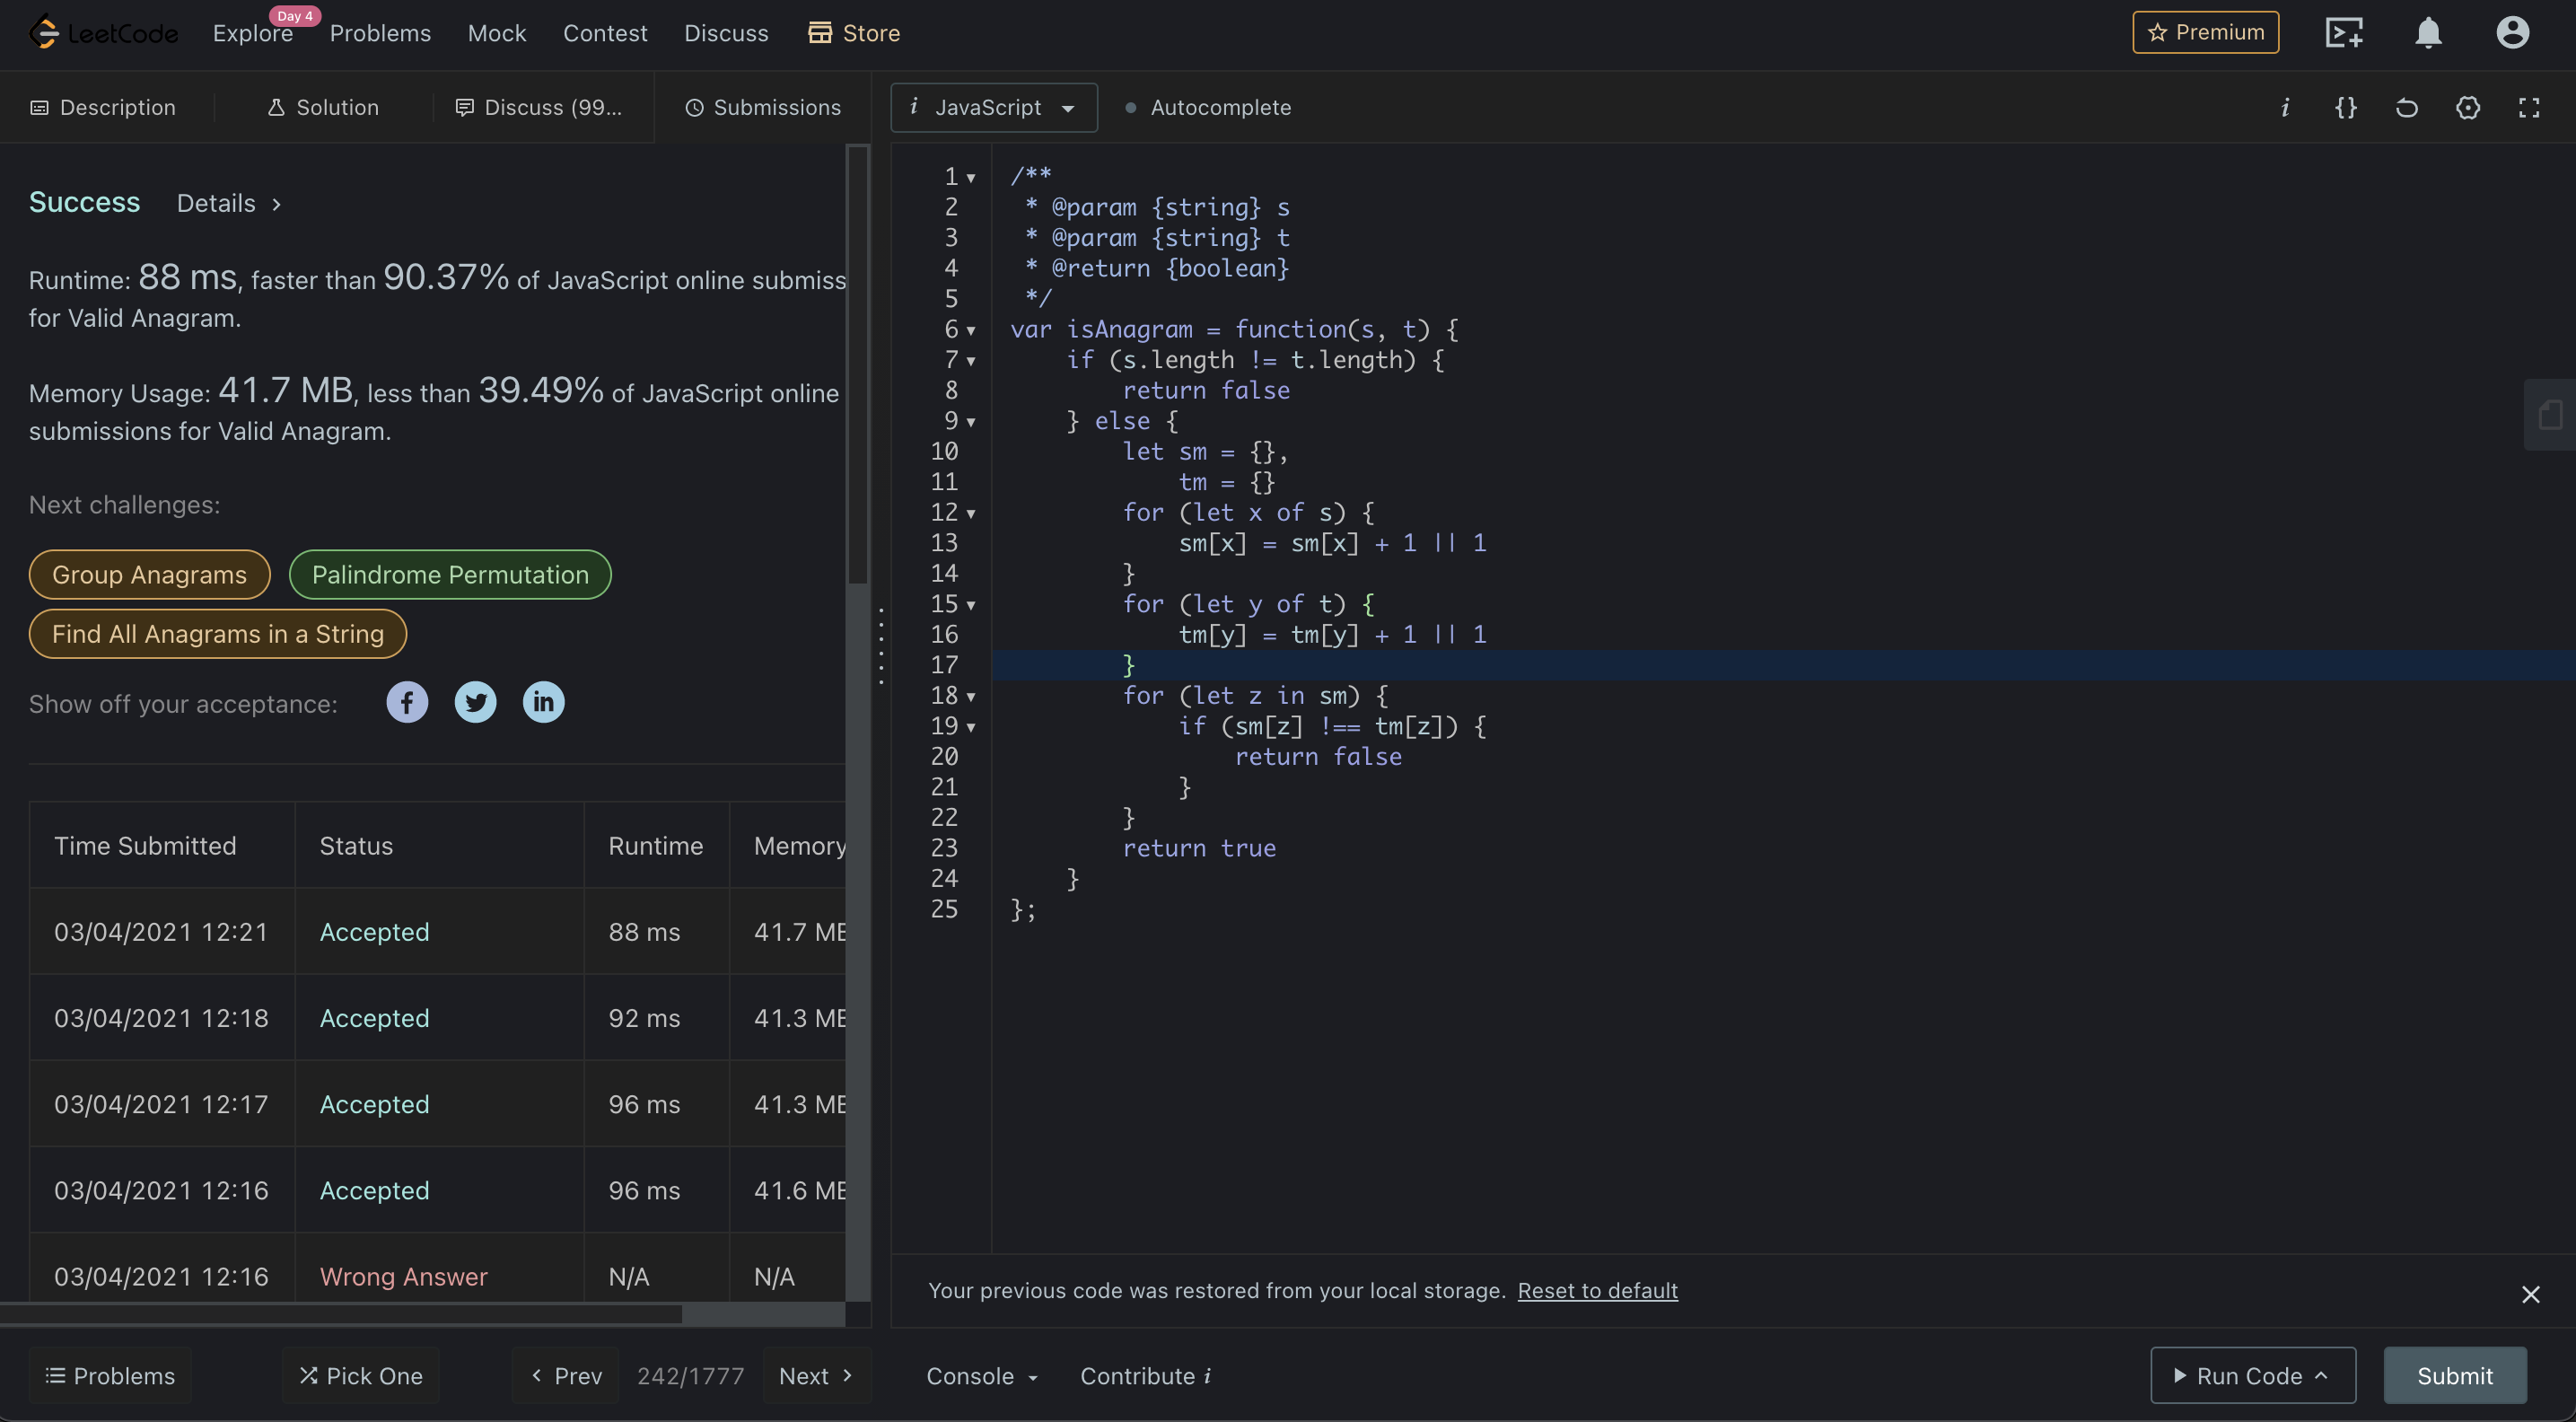 LeetCode Explore Day 4 Problems Mock Contest Discuss Store Premium
Description Solution Discuss (99... Submissions
i JavaScript Autocomplete i {}
Success Details >
Runtime: 88 ms, faster than 90.37% of JavaScript online submiss
for Valid Anagram.
Memory Usage: 41.7 MB, less than 39.49% of JavaScript online
submissions for Valid Anagram.
Next challenges:
Group Anagrams Palindrome Permutation
Find All Anagrams in a String
Show off your acceptance: f in
Time Submitted Status Runtime Memory
03/04/2021 12:21 Accepted 88 ms 41.7 MB
03/04/2021 12:18 Accepted 92 ms 41.3 MB
03/04/2021 12:17 Accepted 96 ms 41.3 MB
03/04/2021 12:16 Accepted 96 ms 41.6 MB
03/04/2021 12:16 Wrong Answer N/A N/A
1 /**
2  * @param {string} s
3  * @param {string} t
4  * @return {boolean}
5  */
6 var isAnagram = function(s, t) {
7     if (s.length != t.length) {
8         return false
9     } else {
10         let sm = {},
11             tm = {}
12         for (let x of s) {
13             sm[x] = sm[x] + 1 || 1
14         }
15         for (let y of t) {
16             tm[y] = tm[y] + 1 || 1
17         }
18         for (let z in sm) {
19             if (sm[z] !== tm[z]) {
20                 return false
21             }
22         }
23         return true
24     }
25 };
Your previous code was restored from your local storage. Reset to default
Problems Pick One < Prev 242/1777 Next >
Console Contribute i Run Code Submit